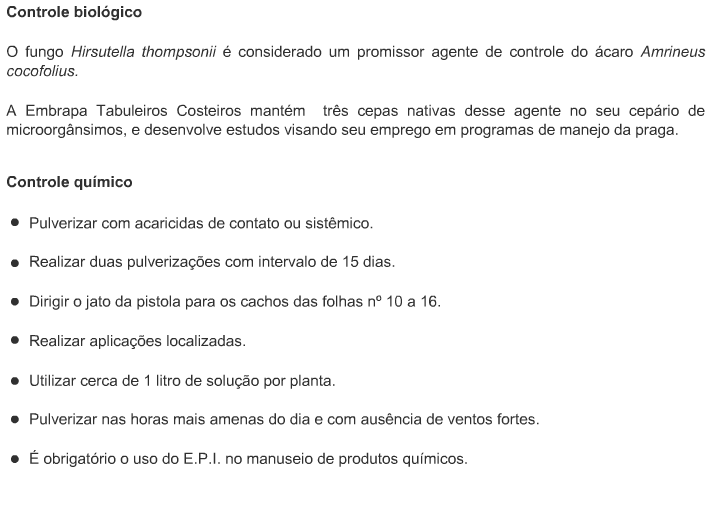 Controle biológico
O fungo Hirsutella thompsonii é considerado um promissor agente de controle do ácaro Amrineus
cocofolius.
A Embrapa Tabuleiros Costeiros mantém três cepas nativas desse agente no seu cepário de
microorgânsimos, e desenvolve estudos visando seu emprego em programas de manejo da praga.
Controle químico
● Pulverizar com acaricidas de contato ou sistêmico.
● Realizar duas pulverizações com intervalo de 15 dias.
● Dirigir o jato da pistola para os cachos das folhas nº 10 a 16.
● Realizar aplicações localizadas.
● Utilizar cerca de 1 litro de solução por planta.
● Pulverizar nas horas mais amenas do dia e com ausência de ventos fortes.
● É obrigatório o uso do E.P.I. no manuseio de produtos químicos.